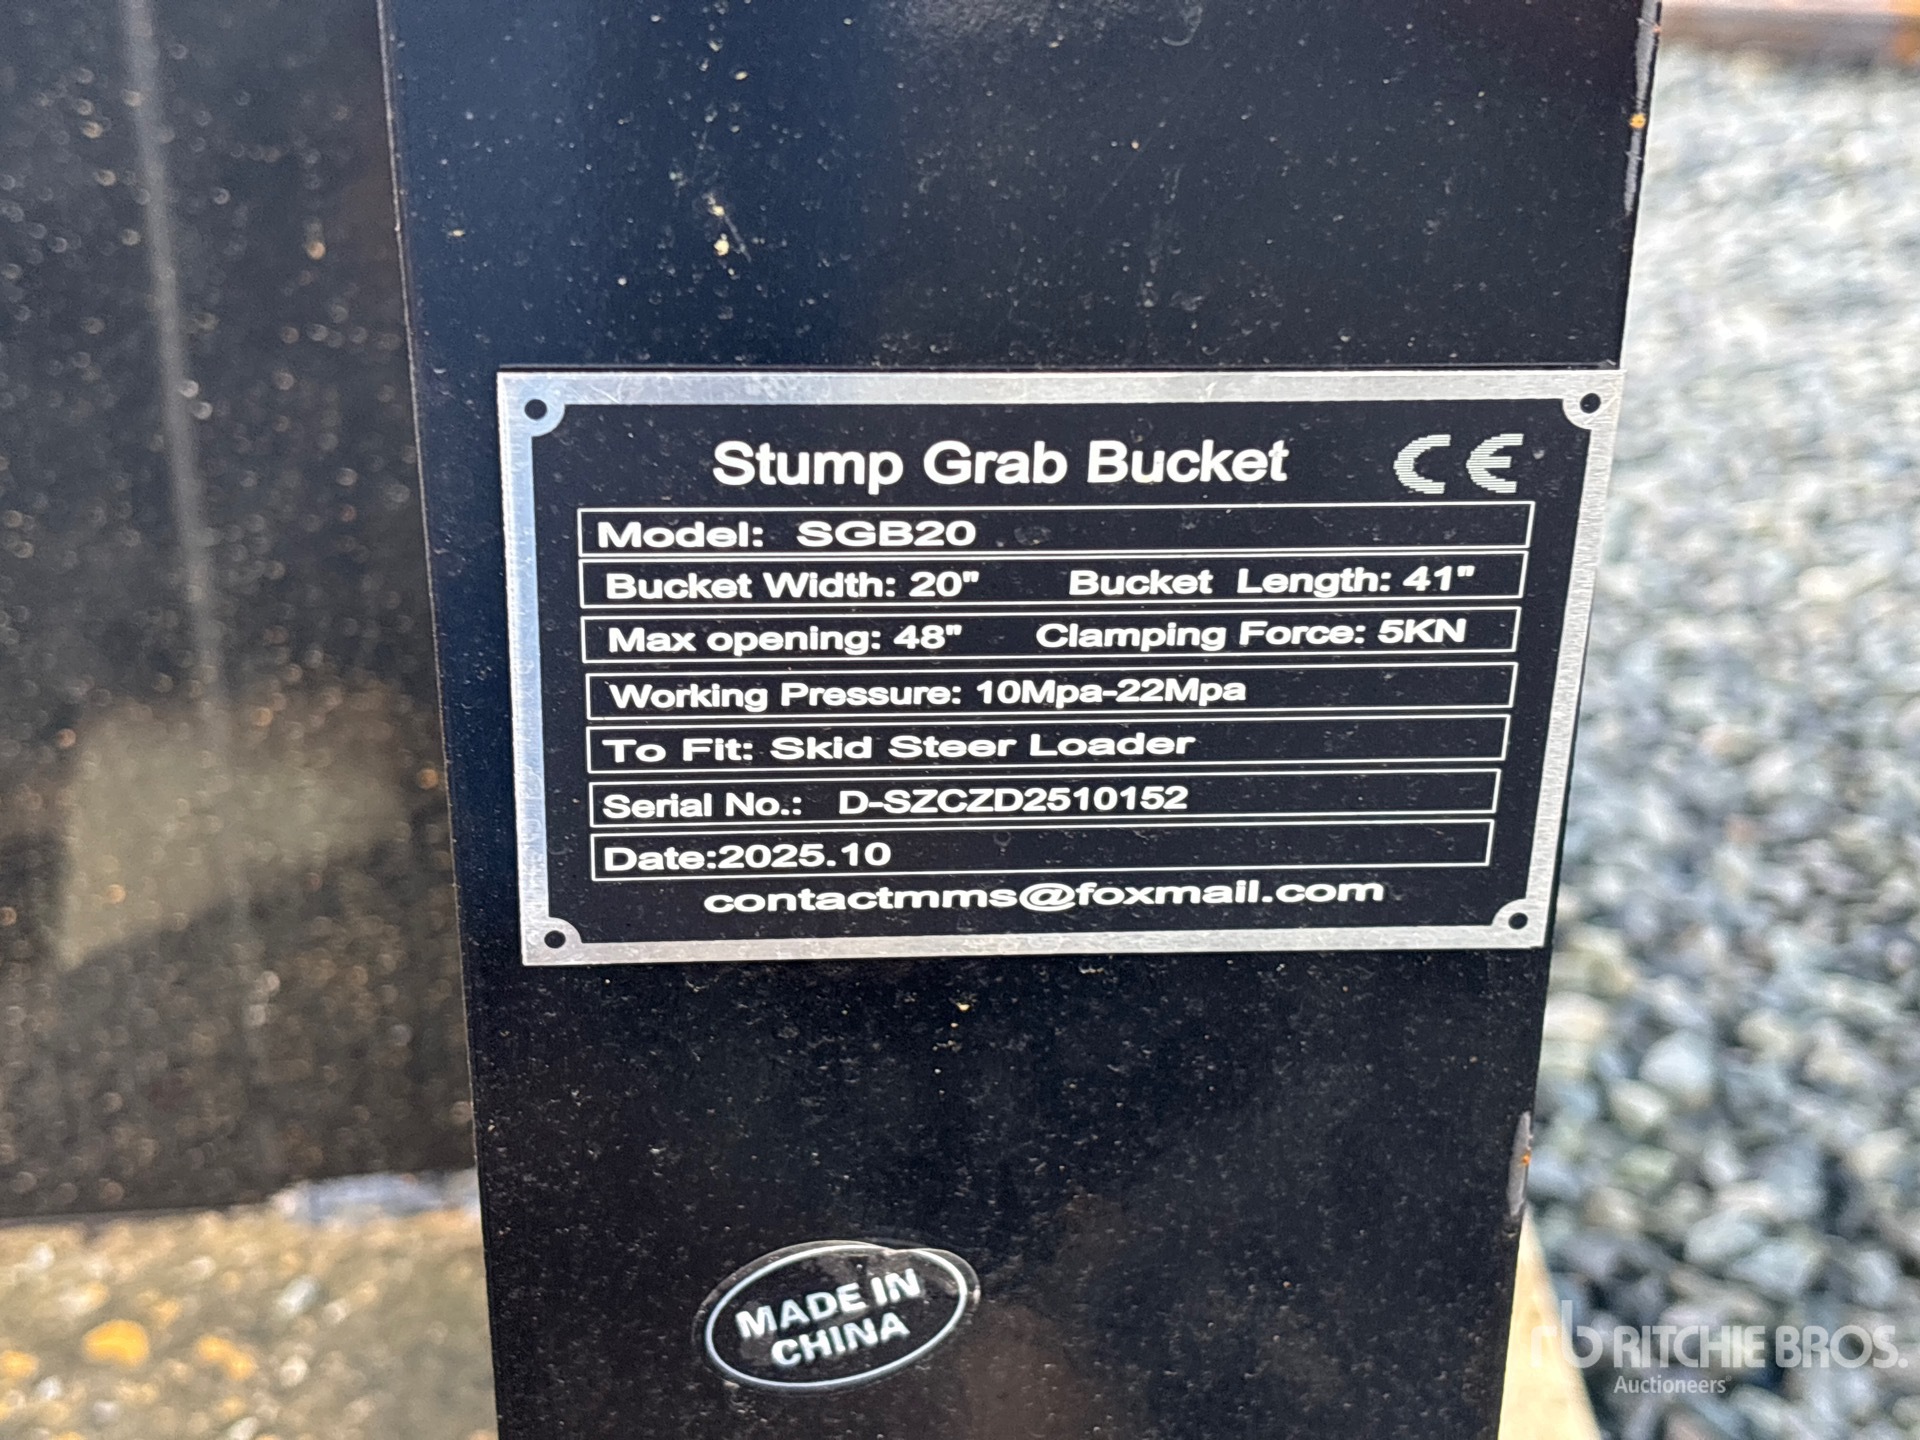 Stump Grab Bucket CE
Model: SGB20
Bucket Width: 20" Bucket Length: 41"
Max opening: 48" Clamping Force: 5KN
Working Pressure: 10Mpa-22Mpa
To Fit: Skid Steer Loader
Serial No.: D-SZCZD2510152
Date:2025.10
contactmms@foxmail.com
MADE IN
CHINA
rb RITCHIE BROS.
Auctioneers